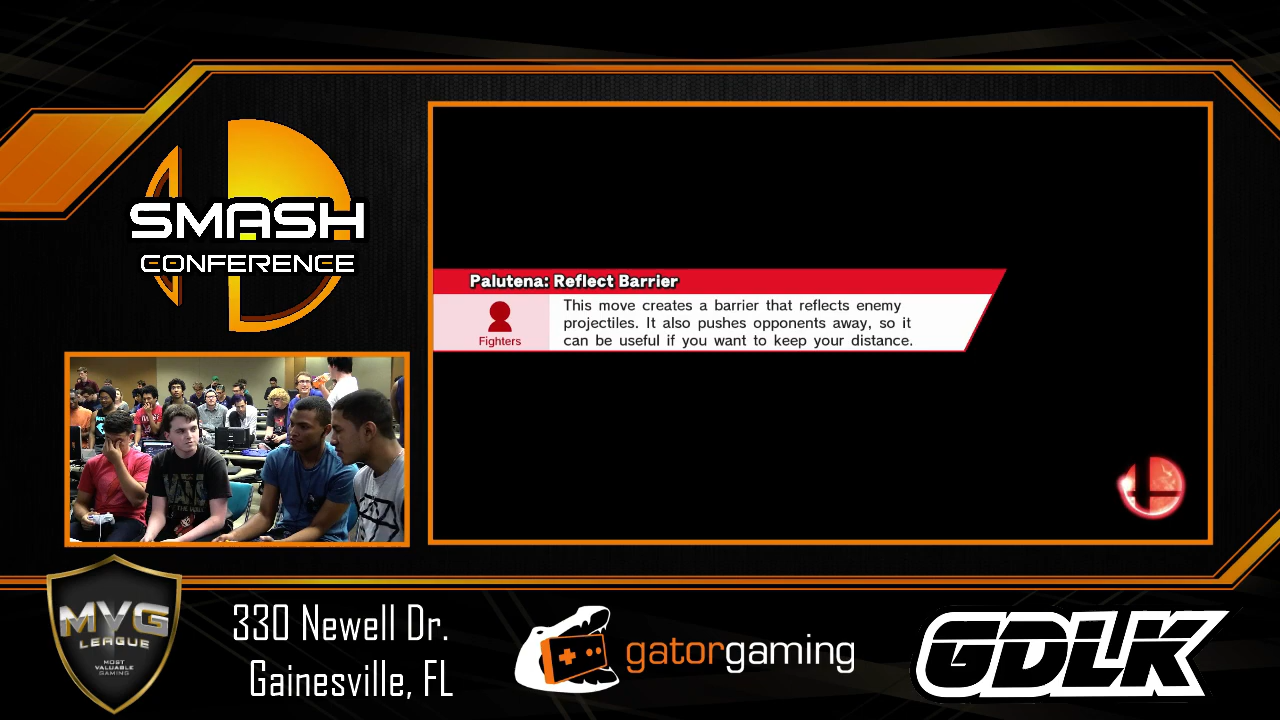 SMASH
CONFERENCE
Palutena: Reflect Barrier
Fighters
This move creates a barrier that reflects enemy
projectiles. It also pushes opponents away, so it
can be useful if you want to keep your distance.
VANS
MVG
LEAGUE
MOST
VALUABLE
GAMING
330 Newell Dr.
Gainesville, FL
gatorgaming
GDLK